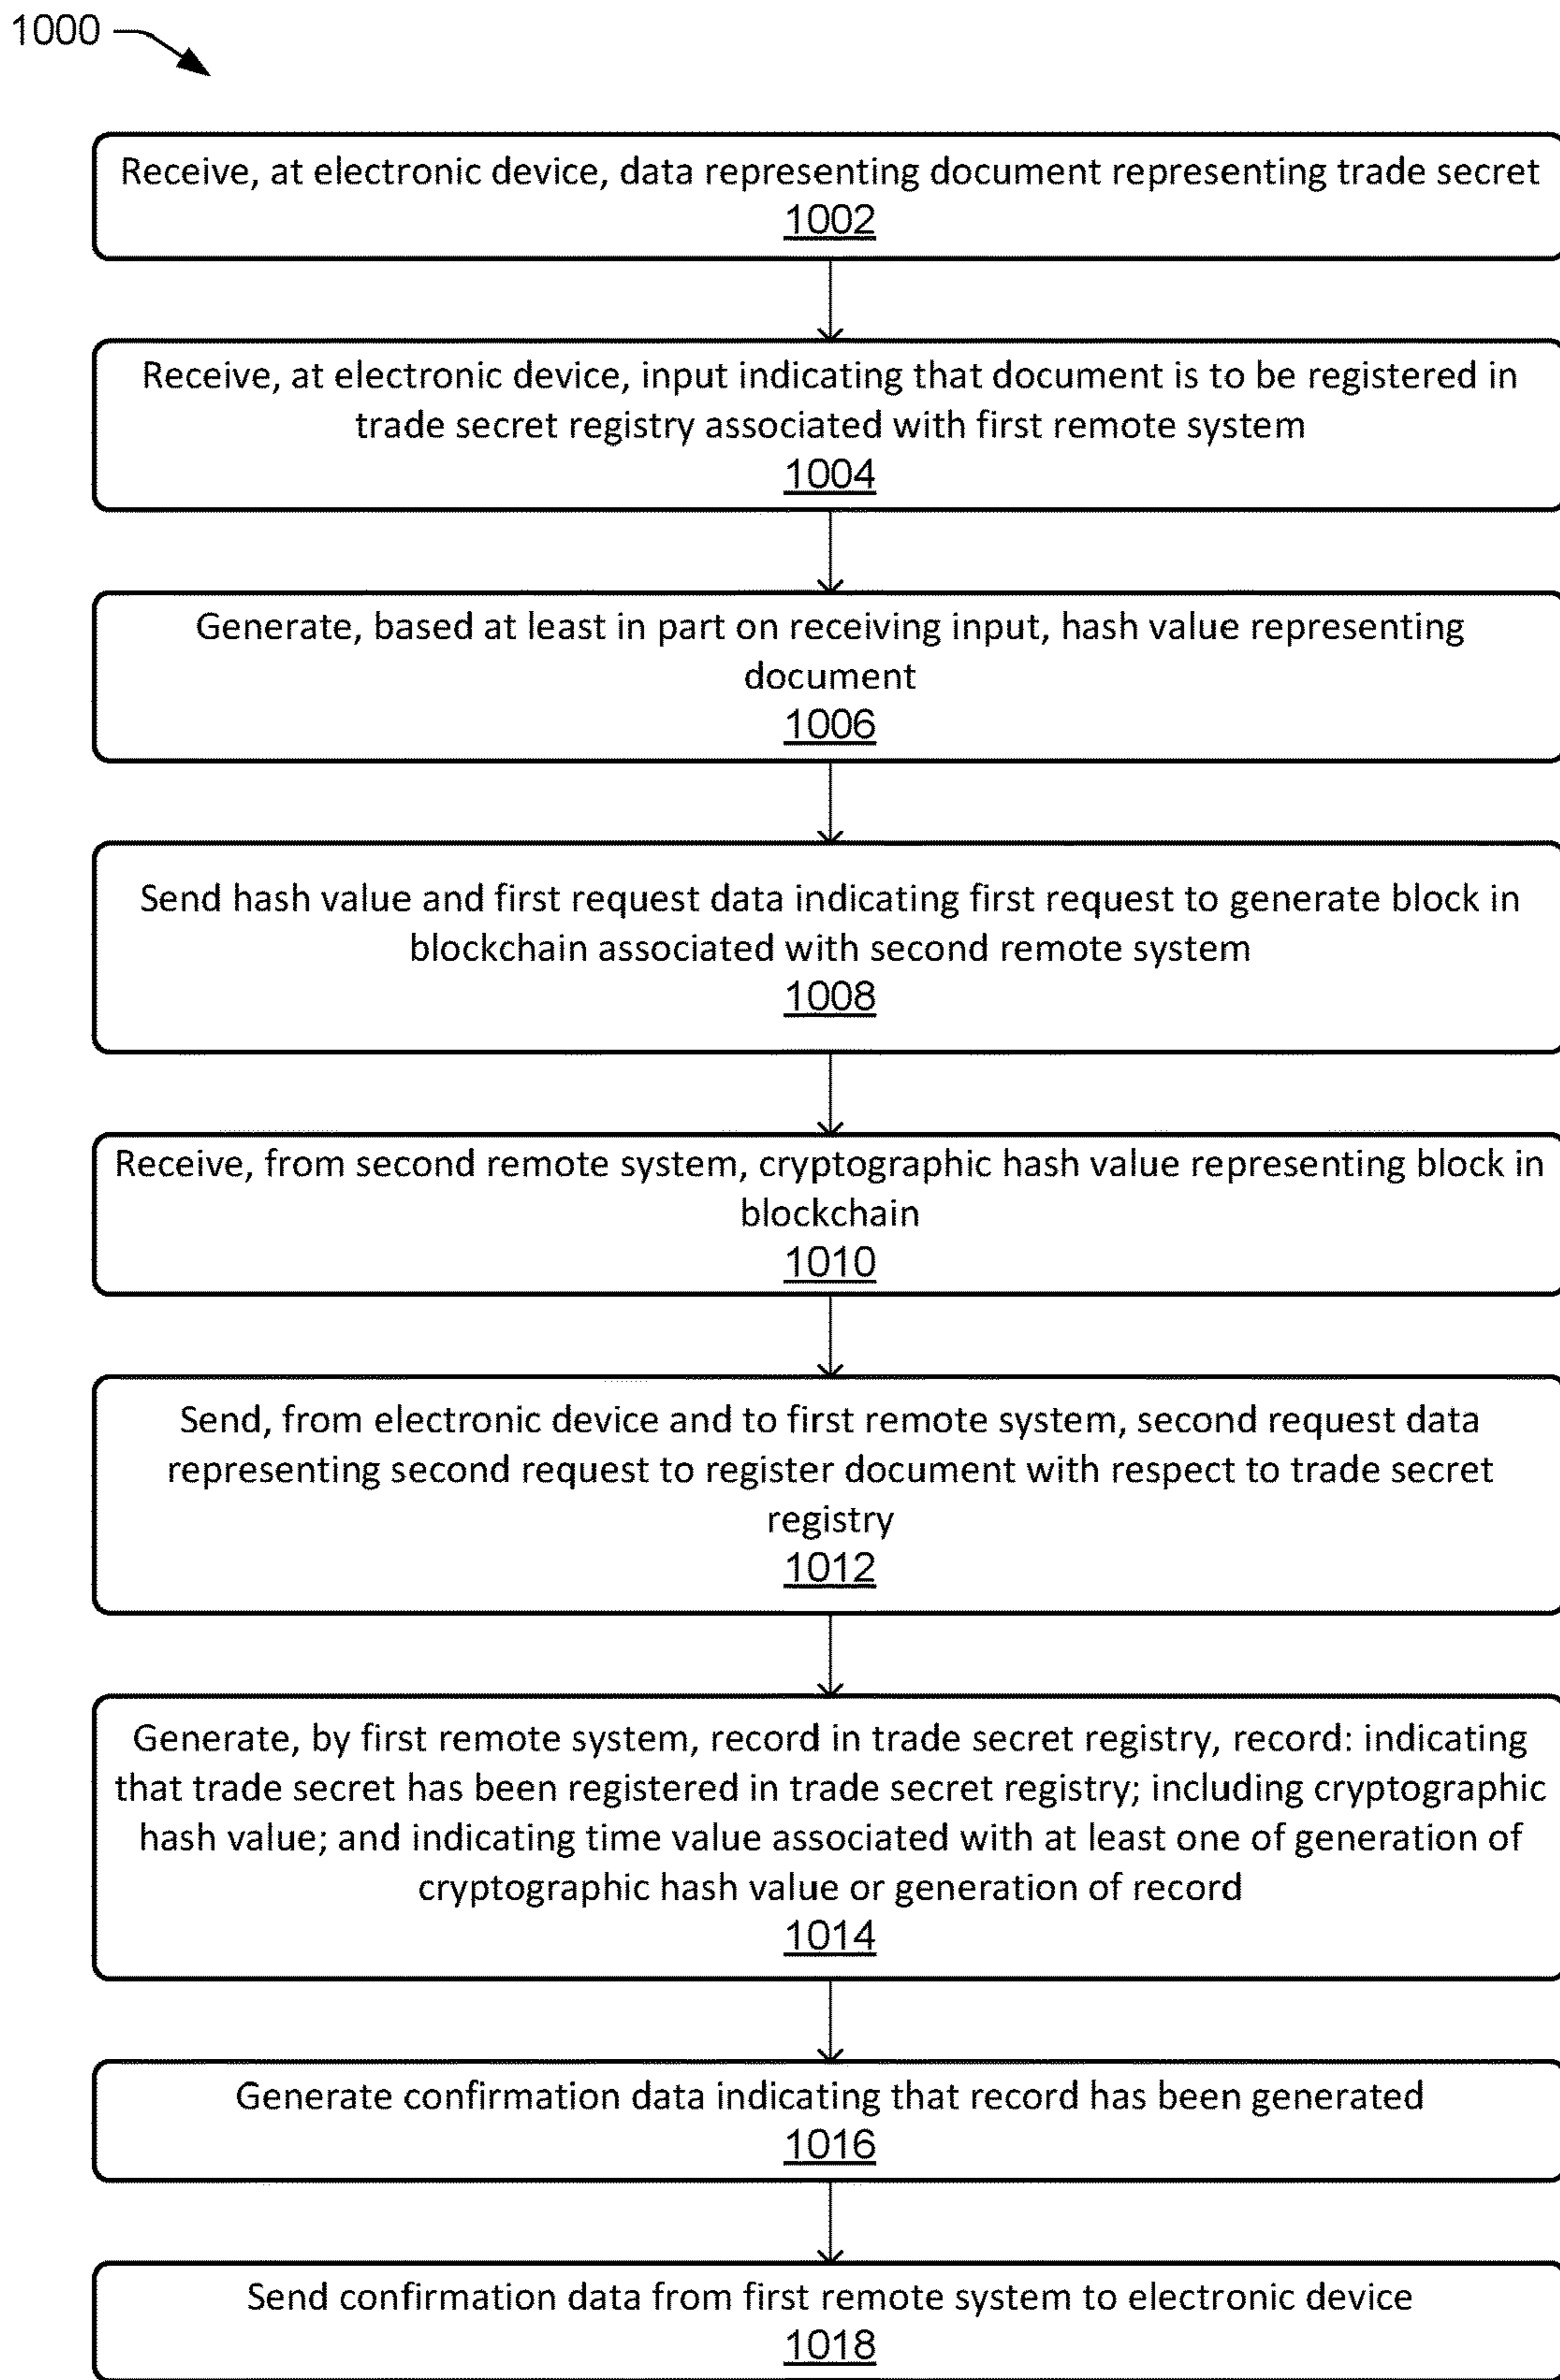 1000
Receive, at electronic device, data representing document representing trade secret
1002
Receive, at electronic device, input indicating that document is to be registered in
trade secret registry associated with first remote system
1004
Generate, based at least in part on receiving input, hash value representing
document
1006
Send hash value and first request data indicating first request to generate block in
blockchain associated with second remote system
1008
Receive, from second remote system, cryptographic hash value representing block in
blockchain
1010
Send, from electronic device and to first remote system, second request data
representing second request to register document with respect to trade secret
registry
1012
Generate, by first remote system, record in trade secret registry, record: indicating
that trade secret has been registered in trade secret registry; including cryptographic
hash value; and indicating time value associated with at least one of generation of
cryptographic hash value or generation of record
1014
Generate confirmation data indicating that record has been generated
1016
Send confirmation data from first remote system to electronic device
1018